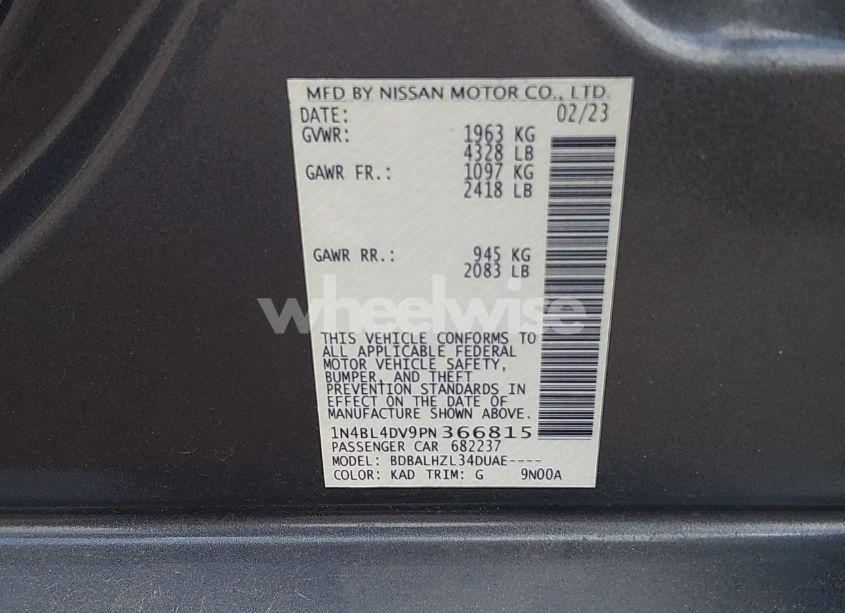 MFD BY NISSAN MOTOR CO., LTD.
DATE: 02/23
GVWR: 1963 KG
4328 LB
GAWR FR.: 1097 KG
2418 LB
GAWR RR.: 945 KG
2083 LB
wheelwise
THIS VEHICLE CONFORMS TO
ALL APPLICABLE FEDERAL
MOTOR VEHICLE SAFETY,
BUMPER, AND THEFT
PREVENTION STANDARDS IN
EFFECT ON THE DATE OF
MANUFACTURE SHOWN ABOVE.
1N4BL4DV9PN366815
PASSENGER CAR 682237
MODEL: BDBALHZL34DUAE----
COLOR: KAD TRIM: G 9N00A